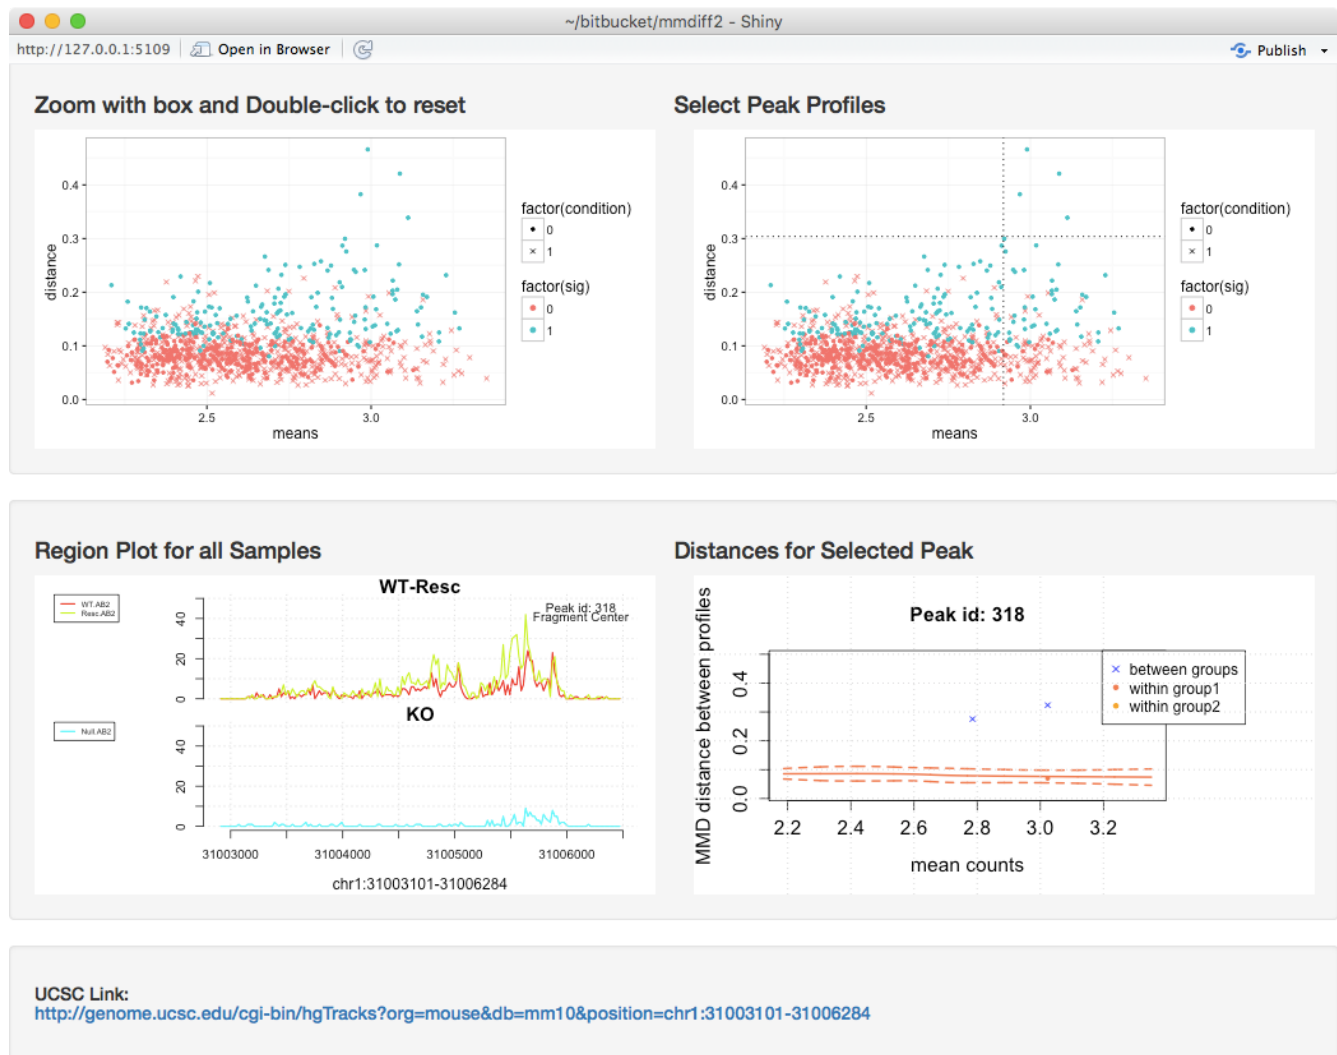 ~/bitbucket/mmdiff2 - Shiny
http://127.0.0.1:5109 Open in Browser Publish
Zoom with box and Double-click to reset
0.4
0.3
0.2
0.1
0.0
distance
2.5 3.0
means
factor(condition)
0
1
factor(sig)
0
1
Select Peak Profiles
0.4
0.3
0.2
0.1
0.0
distance
2.5 3.0
means
factor(condition)
0
1
factor(sig)
0
1
Region Plot for all Samples
WT-Resc
WT.AB2
Resc.AB2
Peak id: 318
Fragment Center
40
20
0
KO
Null.AB2
40
20
0
31003000 31004000 31005000 31006000
chr1:31003101-31006284
Distances for Selected Peak
Peak id: 318
MMD distance between profiles
0.4
0.2
0.0
between groups
within group1
within group2
2.2 2.4 2.6 2.8 3.0 3.2
mean counts
UCSC Link:
http://genome.ucsc.edu/cgi-bin/hgTracks?org=mouse&db=mm10&position=chr1:31003101-31006284